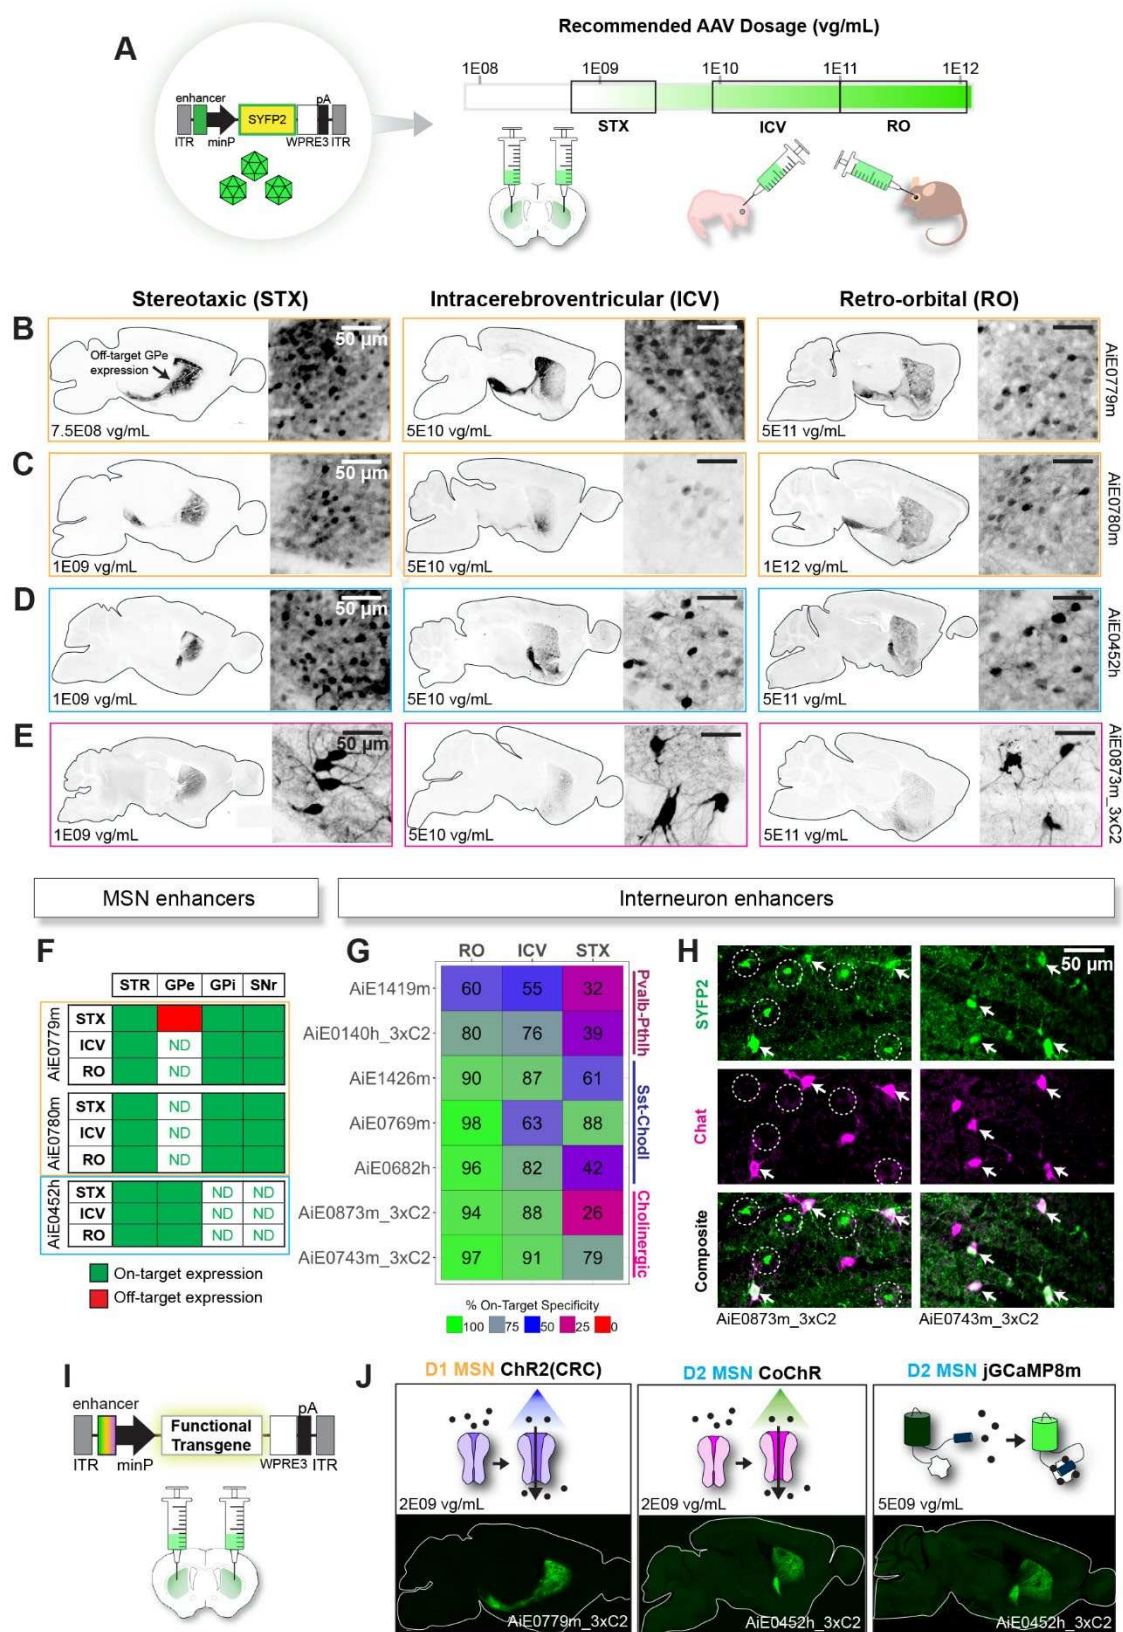 A
Recommended AAV Dosage (vg/mL)
1E08 1E09 1E10 1E11 1E12
STX ICV RO
enhancer pA
SYFP2
ITR minP WPRE3 ITR
Stereotaxic (STX) Intracerebroventricular (ICV) Retro-orbital (RO)
B
Off-target GPe
expression
50 µm
7.5E08 vg/mL
5E10 vg/mL
5E11 vg/mL
AiE0779m
C
50 µm
1E09 vg/mL
5E10 vg/mL
1E12 vg/mL
AiE0780m
D
50 µm
1E09 vg/mL
5E10 vg/mL
5E11 vg/mL
AiE0452h
E
50 µm
1E09 vg/mL
5E10 vg/mL
5E11 vg/mL
AiE0873m_3xC2
MSN enhancers Interneuron enhancers
F
STR GPe GPi SNr
AiE0779m
STX
ICV ND
RO ND
AiE0780m
STX ND
ICV ND
RO ND
AiE0452h
STX ND ND
ICV ND ND
RO ND ND
On-target expression
Off-target expression
G
RO ICV STX
AiE1419m 60 55 32
AiE0140h_3xC2 80 76 39
AiE1426m 90 87 61
AiE0769m 98 63 88
AiE0682h 96 82 42
AiE0873m_3xC2 94 88 26
AiE0743m_3xC2 97 91 79
Pvalb-Pthlh
Sst-Chodl
Cholinergic
% On-Target Specificity
100 75 50 25 0
H
50 µm
SYFP2
Chat
Composite
AiE0873m_3xC2 AiE0743m_3xC2
I
enhancer pA
Functional
Transgene
ITR minP WPRE3 ITR
J
D1 MSN ChR2(CRC) D2 MSN CoChR D2 MSN jGCaMP8m
2E09 vg/mL 2E09 vg/mL 5E09 vg/mL
AiE0779m_3xC2 AiE0452h_3xC2 AiE0452h_3xC2